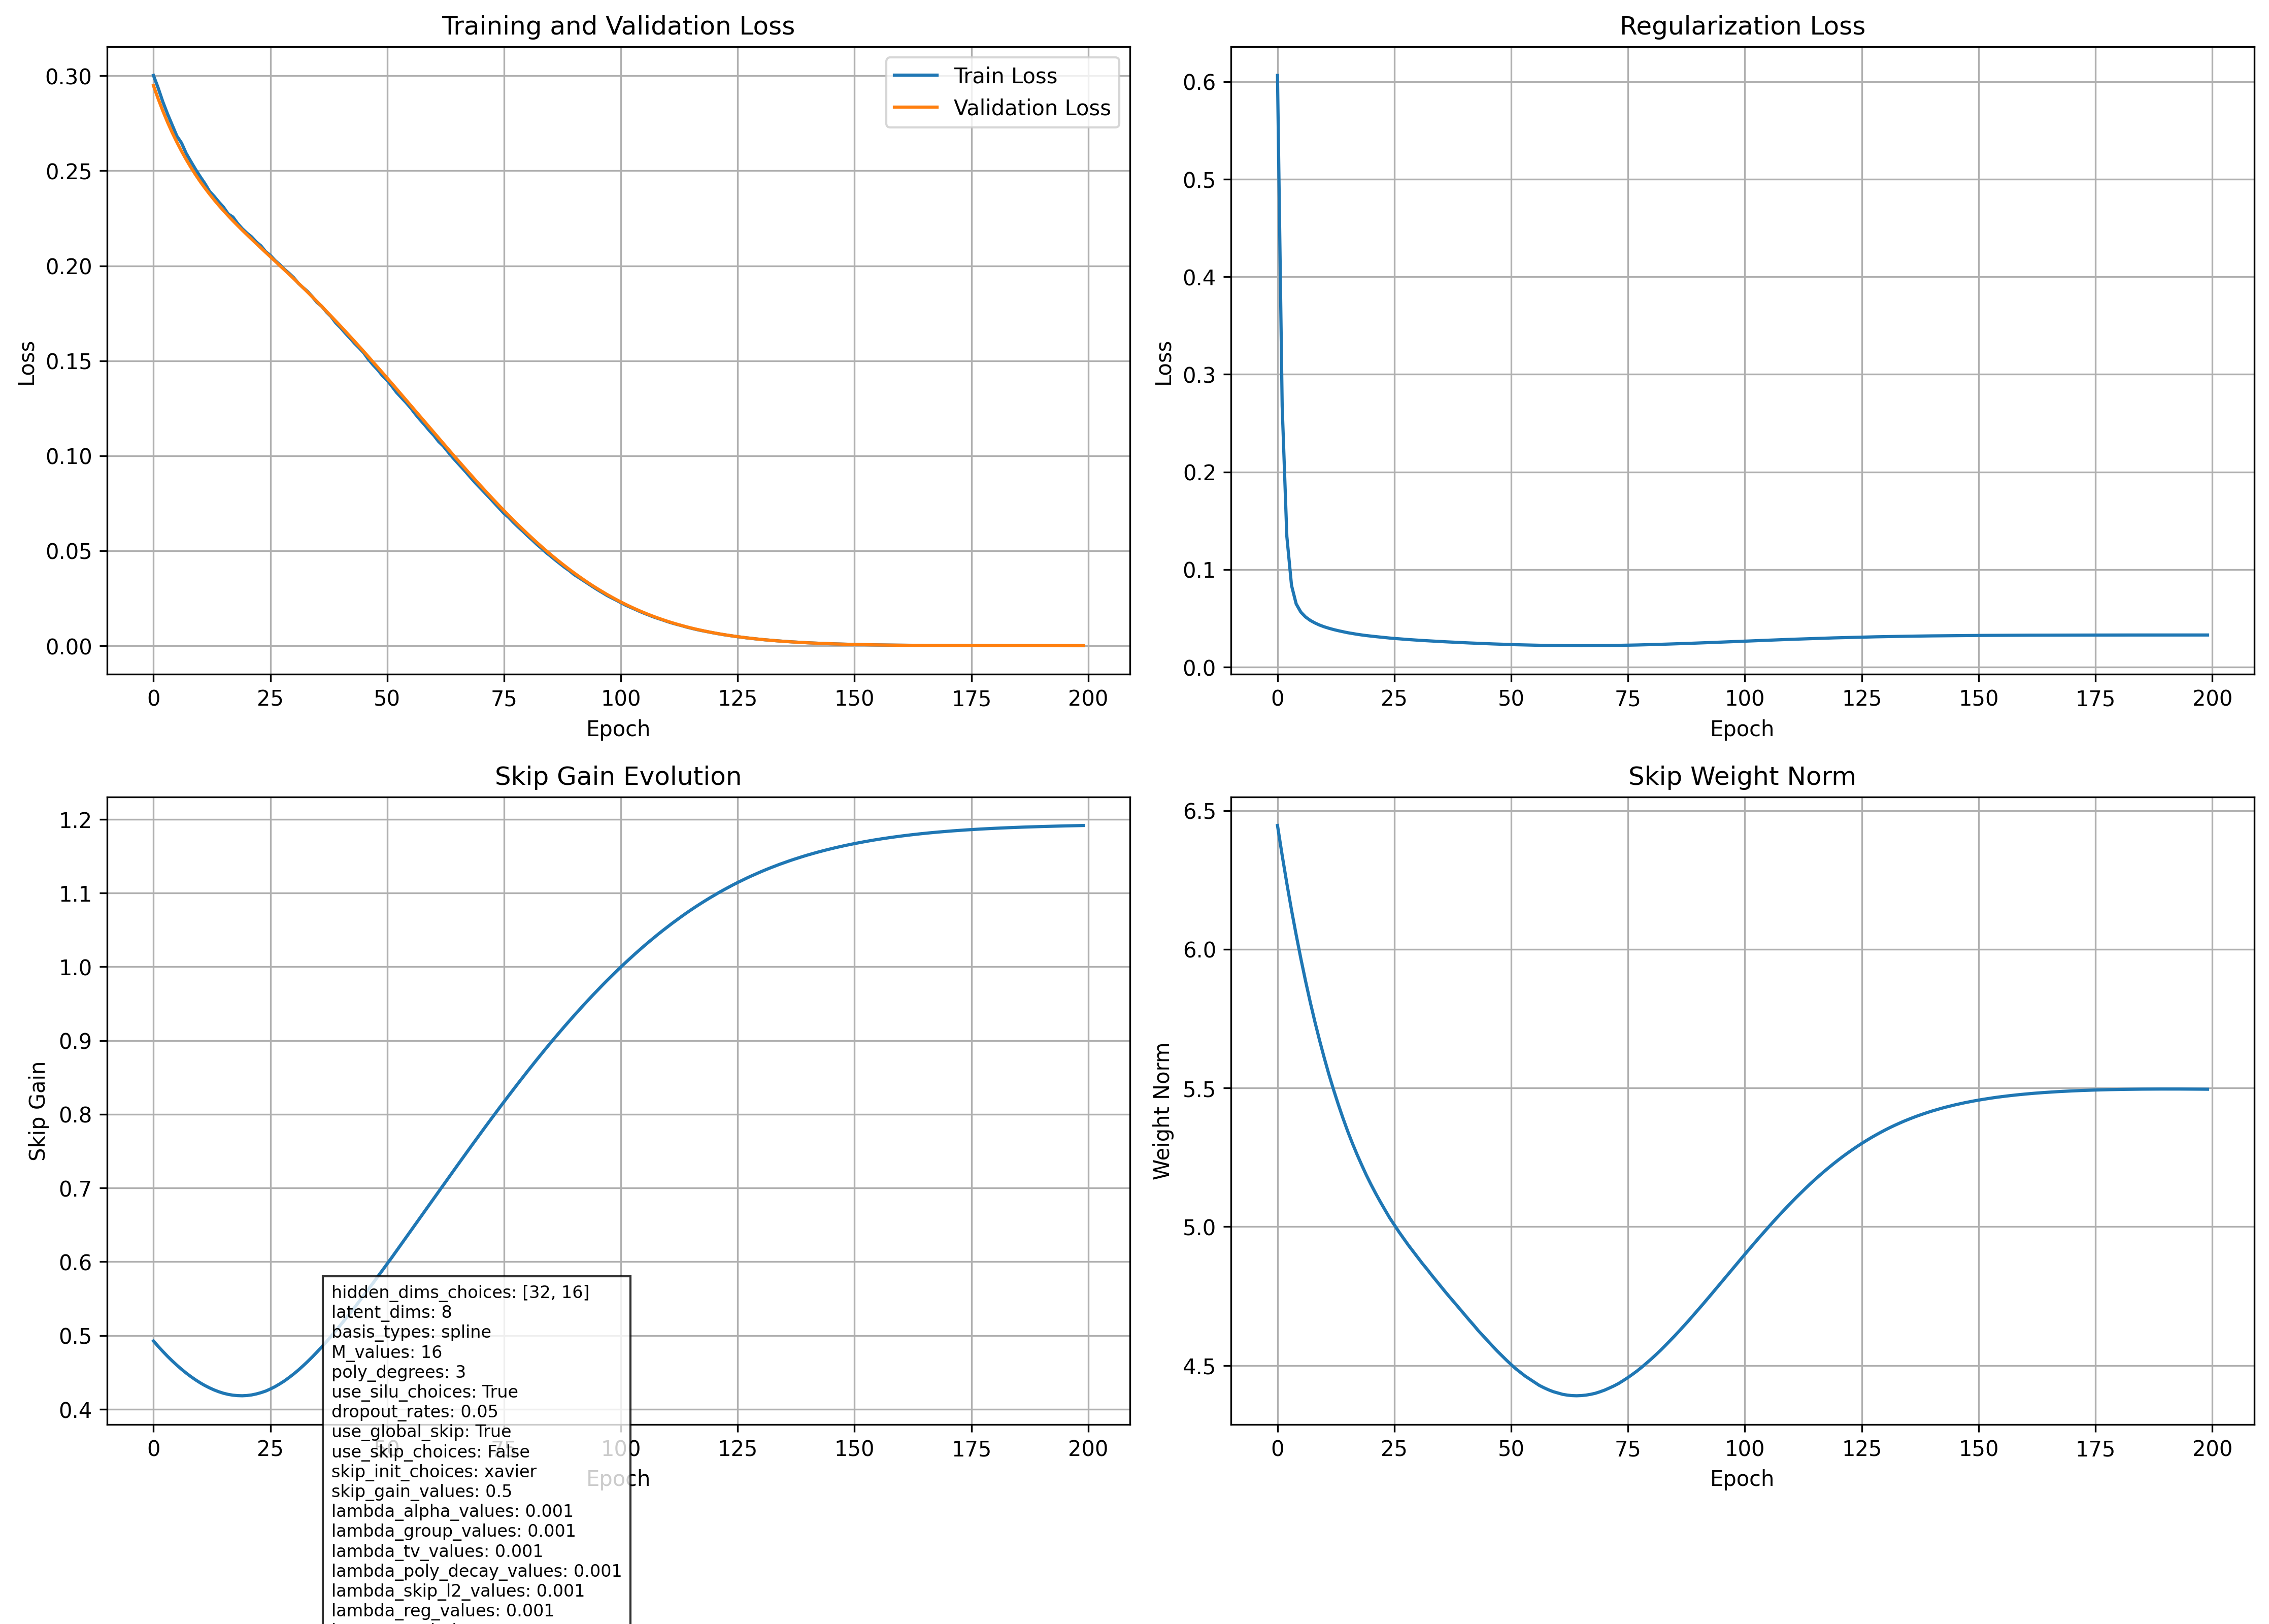 Training and Validation Loss
Train Loss
Validation Loss
0.30
0.25
0.20
0.15
0.10
0.05
0.00
Loss
0 25 50 75 100 125 150 175 200
Epoch
Regularization Loss
0.6
0.5
0.4
0.3
0.2
0.1
0.0
Loss
0 25 50 75 100 125 150 175 200
Epoch
Skip Gain Evolution
1.2
1.1
1.0
0.9
0.8
0.7
0.6
0.5
0.4
Skip Gain
0 25 50 75 100 125 150 175 200
Epoch
hidden_dims_choices: [32, 16]
latent_dims: 8
basis_types: spline
M_values: 16
poly_degrees: 3
use_silu_choices: True
dropout_rates: 0.05
use_global_skip: True
use_skip_choices: False
skip_init_choices: xavier
skip_gain_values: 0.5
lambda_alpha_values: 0.001
lambda_group_values: 0.001
lambda_tv_values: 0.001
lambda_poly_decay_values: 0.001
lambda_skip_l2_values: 0.001
lambda_reg_values: 0.001
Skip Weight Norm
6.5
6.0
5.5
5.0
4.5
Weight Norm
0 25 50 75 100 125 150 175 200
Epoch